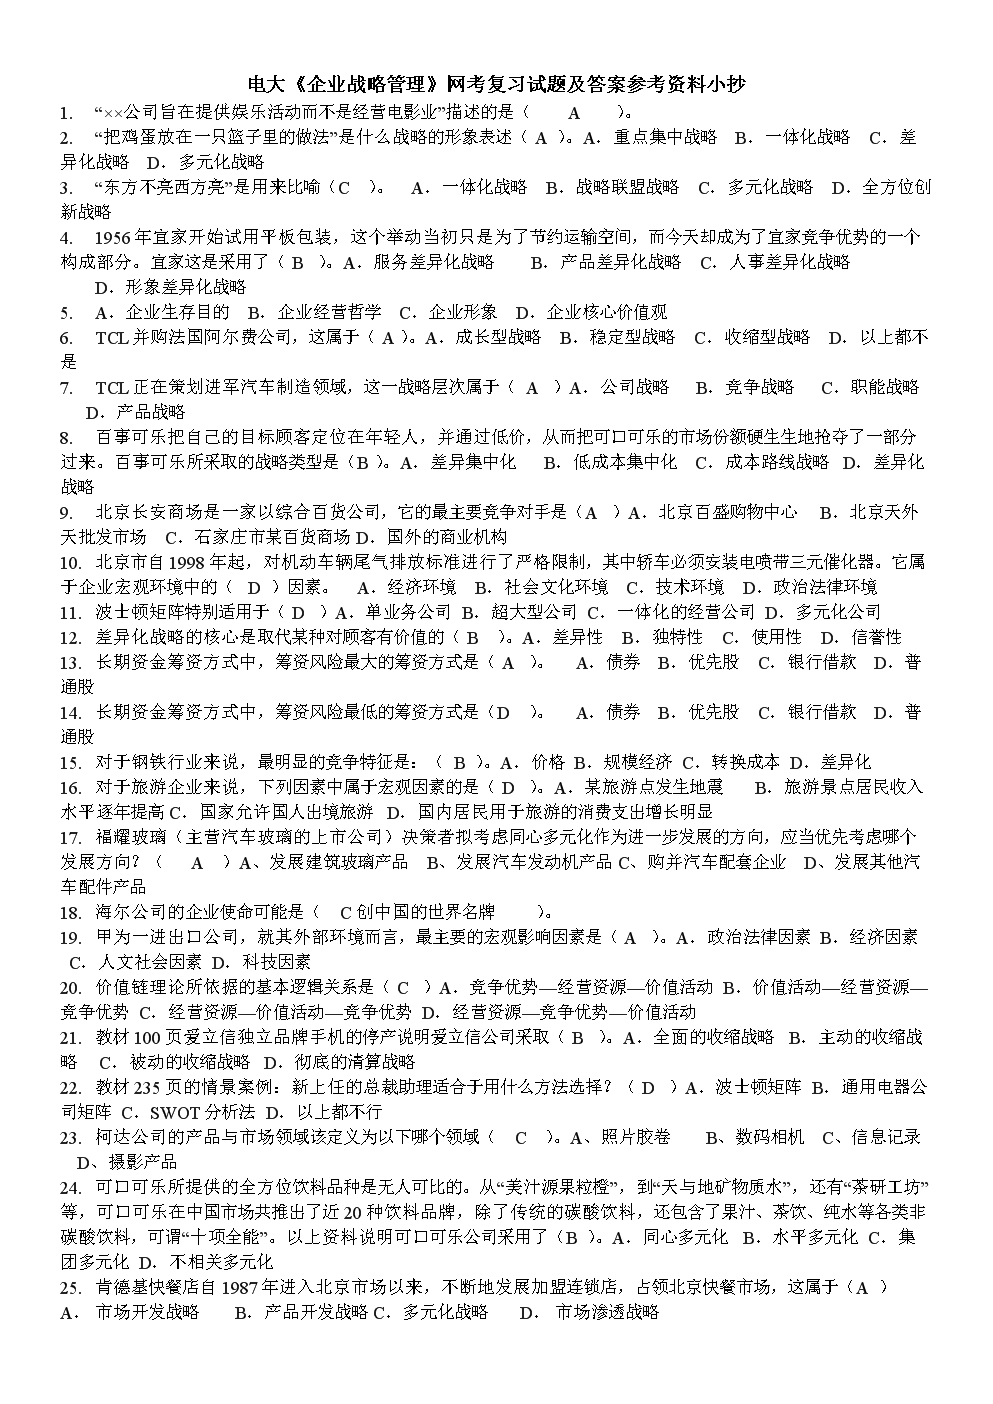 电大《企业战略管理》网考复习试题及答案参考资料小抄
1. “××公司旨在提供娱乐活动而不是经营电影业”描述的是（ A ）。
2. “把鸡蛋放在一只篮子里的做法”是什么战略的形象表述（ A ）。A．重点集中战略 B．一体化战略 C．差
异化战略 D．多元化战略
3. “东方不亮西方亮”是用来比喻（C ）。 A．一体化战略 B．战略联盟战略 C．多元化战略 D．全方位创
新战略
4. 1956 年宜家开始试用平板包装，这个举动当初只是为了节约运输空间，而今天却成为了宜家竞争优势的一个
构成部分。宜家这是采用了（ B ）。A．服务差异化战略 B．产品差异化战略 C．人事差异化战略
D．形象差异化战略
5. A．企业生存目的 B．企业经营哲学 C．企业形象 D．企业核心价值观
6. TCL 并购法国阿尔费公司，这属于（ A ）。A．成长型战略 B．稳定型战略 C．收缩型战略 D．以上都不
是
7. TCL 正在策划进军汽车制造领域，这一战略层次属于（ A ）A．公司战略 B．竞争战略 C．职能战略
D．产品战略
8. 百事可乐把自己的目标顾客定位在年轻人，并通过低价，从而把可口可乐的市场份额硬生生地抢夺了一部分
过来。百事可乐所采取的战略类型是（B ）。A．差异集中化 B．低成本集中化 C．成本路线战略 D．差异化
战略
9. 北京长安商场是一家以综合百货公司，它的最主要竞争对手是（A ）A．北京百盛购物中心 B．北京天外
天批发市场 C．石家庄市某百货商场 D．国外的商业机构
10. 北京市自 1998 年起，对机动车辆尾气排放标准进行了严格限制，其中轿车必须安装电喷带三元催化器。它属
于企业宏观环境中的（ D ）因素。 A．经济环境 B．社会文化环境 C．技术环境 D．政治法律环境
11. 波士顿矩阵特别适用于（ D ）A．单业务公司 B．超大型公司 C．一体化的经营公司 D．多元化公司
12. 差异化战略的核心是取代某种对顾客有价值的（ B ）。A．差异性 B．独特性 C．使用性 D．信誉性
13. 长期资金筹资方式中，筹资风险最大的筹资方式是（ A ）。 A．债券 B．优先股 C．银行借款 D．普
通股
14. 长期资金筹资方式中，筹资风险最低的筹资方式是（D ）。 A．债券 B．优先股 C．银行借款 D．普
通股
15. 对于钢铁行业来说，最明显的竞争特征是：（ B ）。A．价格 B．规模经济 C．转换成本 D．差异化
16. 对于旅游企业来说，下列因素中属于宏观因素的是（ D ）。A．某旅游点发生地震 B．旅游景点居民收入
水平逐年提高 C．国家允许国人出境旅游 D．国内居民用于旅游的消费支出增长明显
17. 福耀玻璃（主营汽车玻璃的上市公司）决策者拟考虑同心多元化作为进一步发展的方向，应当优先考虑哪个
发展方向？（ A ）A、发展建筑玻璃产品 B、发展汽车发动机产品 C、购并汽车配套企业 D、发展其他汽
车配件产品
18. 海尔公司的企业使命可能是（ C 创中国的世界名牌 ）。
19. 甲为一进出口公司，就其外部环境而言，最主要的宏观影响因素是（ A ）。A．政治法律因素 B．经济因素
C．人文社会因素 D．科技因素
20. 价值链理论所依据的基本逻辑关系是（ C ）A．竞争优势—经营资源—价值活动 B．价值活动—经营资源—
竞争优势 C．经营资源—价值活动—竞争优势 D．经营资源—竞争优势—价值活动
21. 教材 100 页爱立信独立品牌手机的停产说明爱立信公司采取（ B ）。A．全面的收缩战略 B．主动的收缩战
略 C．被动的收缩战略 D．彻底的清算战略
22. 教材 235 页的情景案例：新上任的总裁助理适合于用什么方法选择？（ D ）A．波士顿矩阵 B．通用电器公
司矩阵 C．SWOT 分析法 D．以上都不行
23. 柯达公司的产品与市场领域该定义为以下哪个领域（ C ）。A、照片胶卷 B、数码相机 C、信息记录
D、摄影产品
24. 可口可乐所提供的全方位饮料品种是无人可比的。从“美汁源果粒橙”，到“天与地矿物质水”，还有“茶研工坊”
等，可口可乐在中国市场共推出了近 20 种饮料品牌，除了传统的碳酸饮料，还包含了果汁、茶饮、纯水等各类非
碳酸饮料，可谓“十项全能”。以上资料说明可口可乐公司采用了（B ）。A．同心多元化 B．水平多元化 C．集
团多元化 D．不相关多元化
25. 肯德基快餐店自 1987 年进入北京市场以来，不断地发展加盟连锁店，占领北京快餐市场，这属于（A ）
A． 市场开发战略 B．产品开发战略 C．多元化战略 D． 市场渗透战略